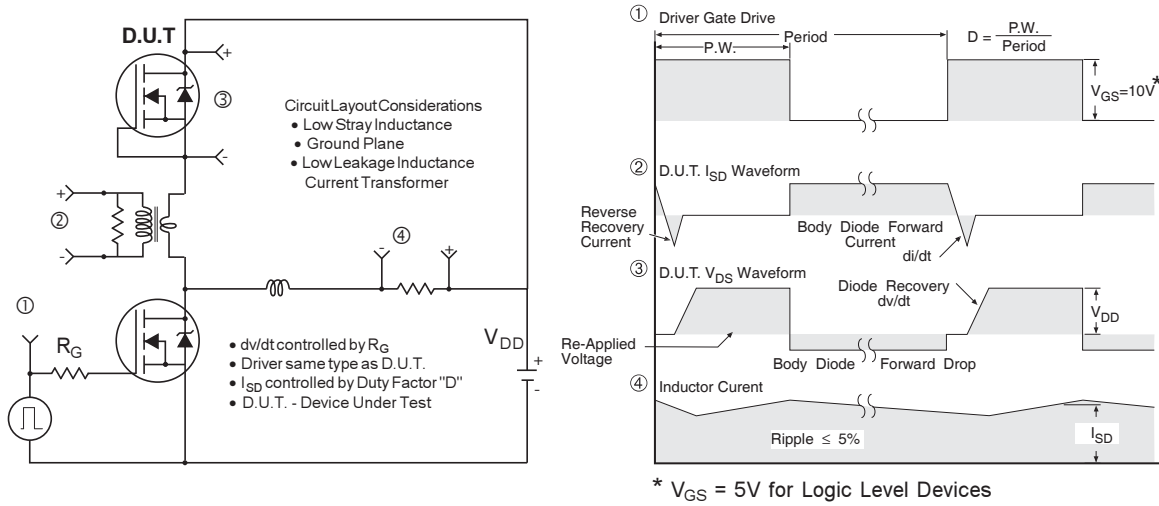 D.U.T
+
③
-
Circuit Layout Considerations
• Low Stray Inductance
• Ground Plane
• Low Leakage Inductance
Current Transformer
+
②
-
④
- +
①
R_G
• dv/dt controlled by R_G
• Driver same type as D.U.T.
• I_SD controlled by Duty Factor "D"
• D.U.T. - Device Under Test
V_DD
+
-
① Driver Gate Drive
P.W.
Period
D = P.W. / Period
V_GS=10V*
② D.U.T. I_SD Waveform
Reverse
Recovery
Current
Body Diode Forward
Current
di/dt
③ D.U.T. V_DS Waveform
Diode Recovery
dv/dt
V_DD
Re-Applied
Voltage
Body Diode Forward Drop
④ Inductor Curent
Ripple ≤ 5%
I_SD
* V_GS = 5V for Logic Level Devices